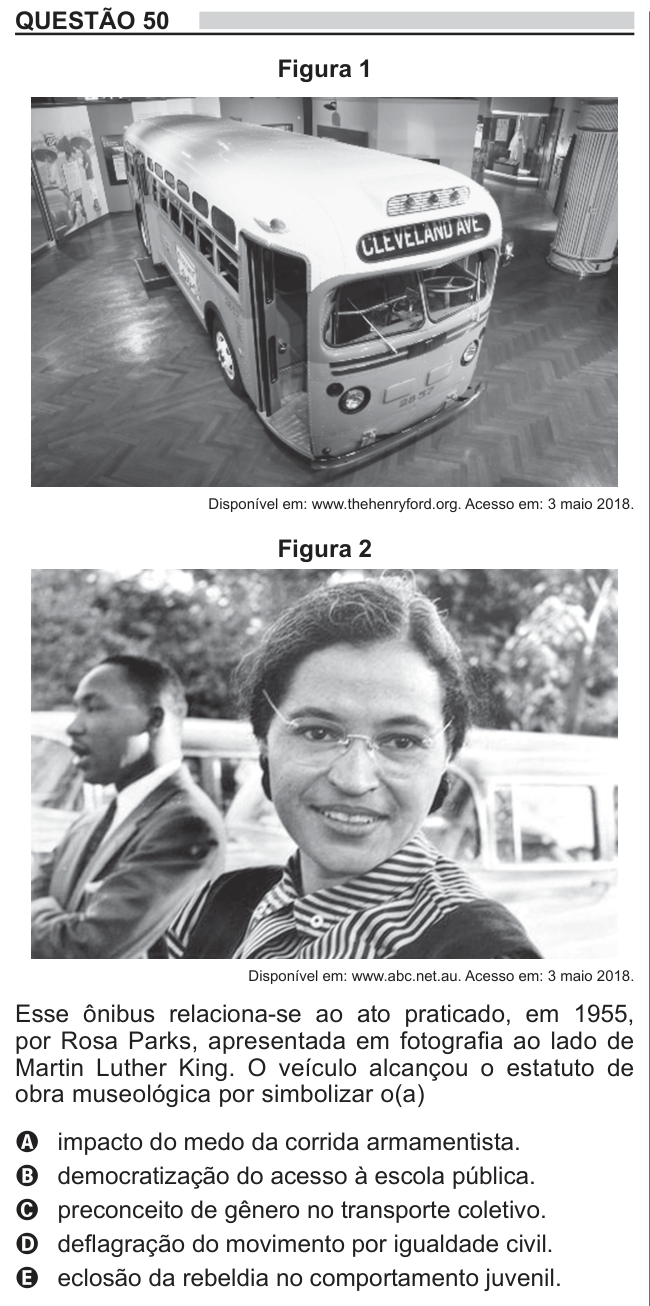 QUESTÃO 50
Figura 1
CLEVELAND AVE
2857
Disponível em: www.thehenryford.org. Acesso em: 3 maio 2018.
Figura 2
Disponível em: www.abc.net.au. Acesso em: 3 maio 2018.
Esse ônibus relaciona-se ao ato praticado, em 1955,
por Rosa Parks, apresentada em fotografia ao lado de
Martin Luther King. O veículo alcançou o estatuto de
obra museológica por simbolizar o(a)
A impacto do medo da corrida armamentista.
B democratização do acesso à escola pública.
C preconceito de gênero no transporte coletivo.
D deflagração do movimento por igualdade civil.
E eclosão da rebeldia no comportamento juvenil.